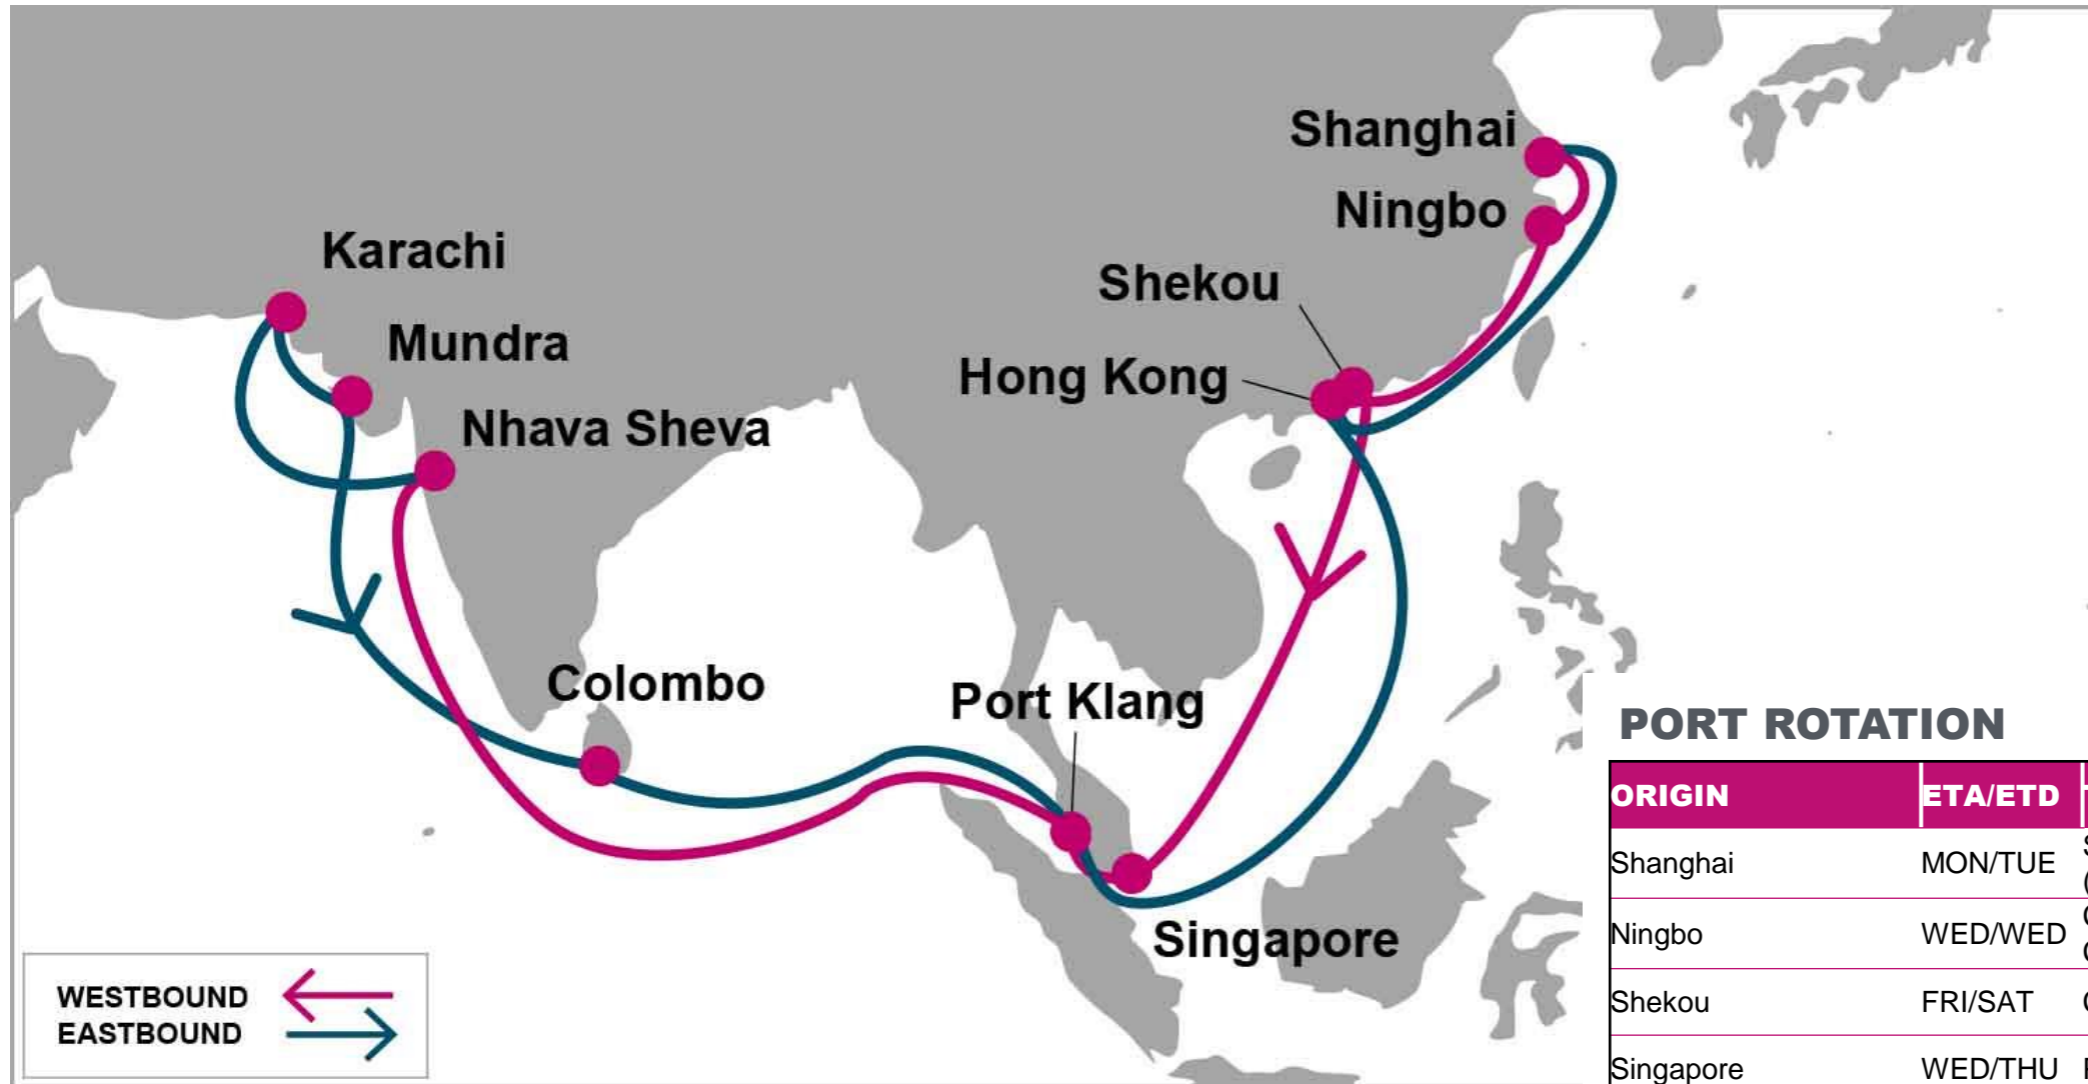 Shanghai
Ningbo
Karachi
Shekou
Mundra
Hong Kong
Nhava Sheva
Colombo
Port Klang
Singapore
WESTBOUND
EASTBOUND
PORT ROTATION
ORIGIN ETA/ETD
Shanghai MON/TUE
Ningbo WED/WED
Shekou FRI/SAT
Singapore WED/THU